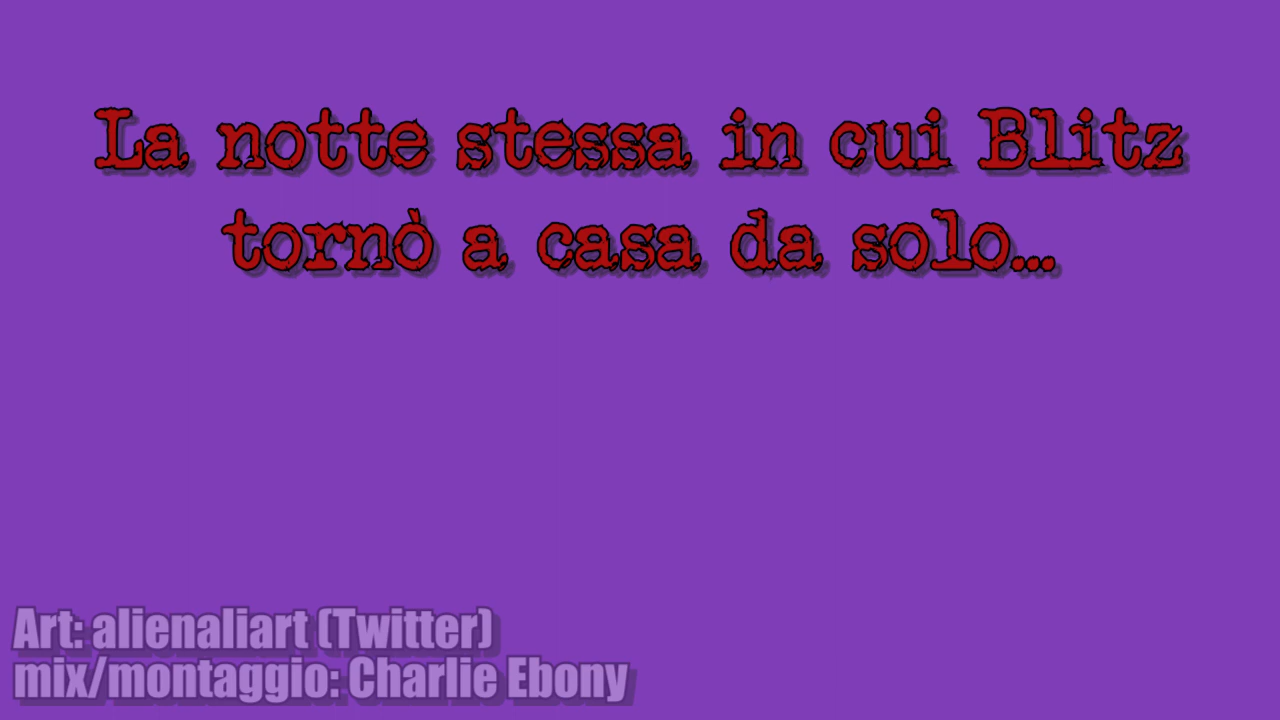 La notte stessa in cui Blitz
tornò a casa da solo...
Art: alienaliart (Twitter)
mix/montaggio: Charlie Ebony